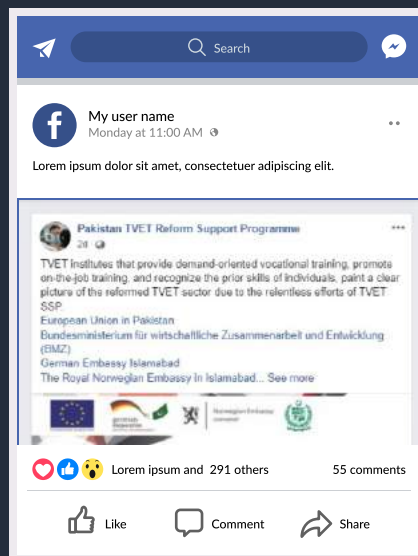 Search
My user name
Monday at 11:00 AM
Lorem ipsum dolor sit amet, consectetuer adipiscing elit.
Pakistan TVET Reform Support Programme
2d
TVET institutes that provide demand-oriented vocational training, promote
on-the-job training, and recognize the prior skills of individuals, paint a clear
picture of the reformed TVET sector due to the relentless efforts of TVET
SSP.
European Union in Pakistan
Bundesministerium für wirtschaftliche Zusammenarbeit und Entwicklung
(BMZ)
German Embassy Islamabad
The Royal Norwegian Embassy in Islamabad... See more
german
cooperation
Norwegian Embassy
Lorem ipsum and 291 others
55 comments
Like
Comment
Share